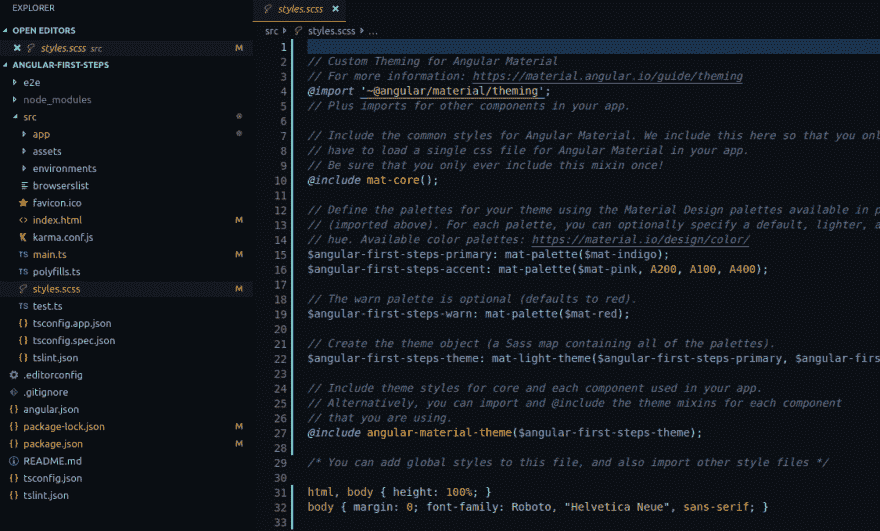 EXPLORER
OPEN EDITORS
styles.scss src M
ANGULAR-FIRST-STEPS
e2e
node_modules
src
app
assets
environments
browserslist
favicon.ico
index.html M
karma.conf.js
main.ts M
polyfills.ts
styles.scss M
test.ts
tsconfig.app.json
tsconfig.spec.json
tslint.json
.editorconfig
.gitignore
angular.json
package-lock.json M
package.json M
README.md
tsconfig.json
tslint.json
styles.scss
src styles.scss ...
1
2 // Custom Theming for Angular Material
3 // For more information: https://material.angular.io/guide/theming
4 @import '~@angular/material/theming';
5 // Plus imports for other components in your app.
6
7 // Include the common styles for Angular Material. We include this here so that you onl
8 // have to load a single css file for Angular Material in your app.
9 // Be sure that you only ever include this mixin once!
10 @include mat-core();
11
12 // Define the palettes for your theme using the Material Design palettes available in p
13 // (imported above). For each palette, you can optionally specify a default, lighter, a
14 // hue. Available color palettes: https://material.io/design/color/
15 $angular-first-steps-primary: mat-palette($mat-indigo);
16 $angular-first-steps-accent: mat-palette($mat-pink, A200, A100, A400);
17
18 // The warn palette is optional (defaults to red).
19 $angular-first-steps-warn: mat-palette($mat-red);
20
21 // Create the theme object (a Sass map containing all of the palettes).
22 $angular-first-steps-theme: mat-light-theme($angular-first-steps-primary, $angular-firs
23
24 // Include theme styles for core and each component used in your app.
25 // Alternatively, you can import and @include the theme mixins for each component
26 // that you are using.
27 @include angular-material-theme($angular-first-steps-theme);
28
29 /* You can add global styles to this file, and also import other style files */
30
31 html, body { height: 100%; }
32 body { margin: 0; font-family: Roboto, "Helvetica Neue", sans-serif; }
33